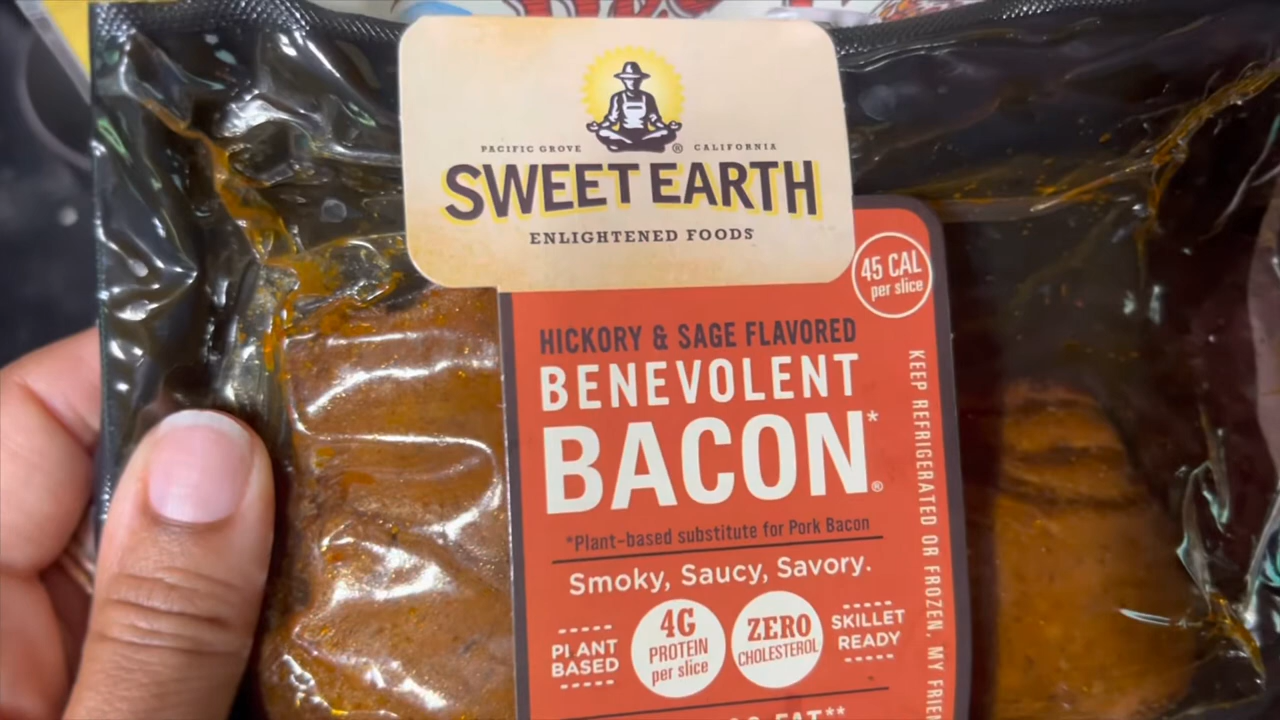 PACIFIC GROVE ® CALIFORNIA
SWEET EARTH
ENLIGHTENED FOODS
45 CAL
per slice
HICKORY & SAGE FLAVORED
BENEVOLENT
BACON*®
*Plant-based substitute for Pork Bacon
Smoky, Saucy, Savory.
PLANT
BASED
4G
PROTEIN
per slice
ZERO
CHOLESTEROL
SKILLET
READY
FAT**
KEEP REFRIGERATED OR FROZEN, MY